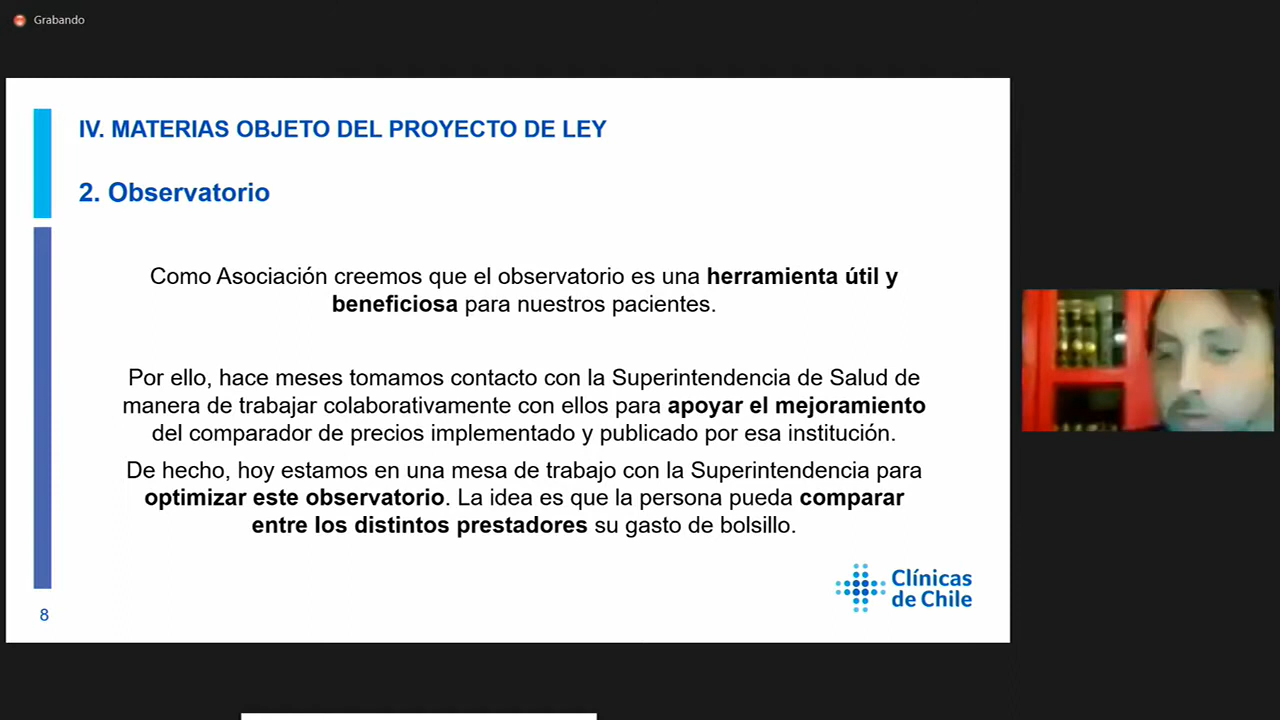 Grabando
IV. MATERIAS OBJETO DEL PROYECTO DE LEY
2. Observatorio
Como Asociación creemos que el observatorio es una herramienta útil y
beneficiosa para nuestros pacientes.
Por ello, hace meses tomamos contacto con la Superintendencia de Salud de
manera de trabajar colaborativamente con ellos para apoyar el mejoramiento
del comparador de precios implementado y publicado por esa institución.
De hecho, hoy estamos en una mesa de trabajo con la Superintendencia para
optimizar este observatorio. La idea es que la persona pueda comparar
entre los distintos prestadores su gasto de bolsillo.
Clínicas
de Chile
8